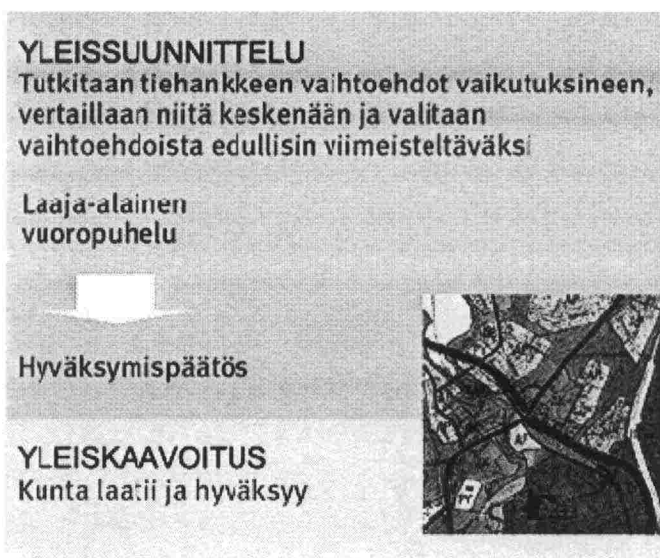 YLEISSUUNNITTELU
Tutkitaan tiehankkeen vaihtoehdot vaikutuksineen,
vertaillaan niitä keskenään ja valitaan
vaihtoehdoista edullisin viimeisteltäväksi
Laaja-alainen
vuoropuhelu
Hyväksymispäätös
YLEISKAAVOITUS
Kunta laatii ja hyväksyy